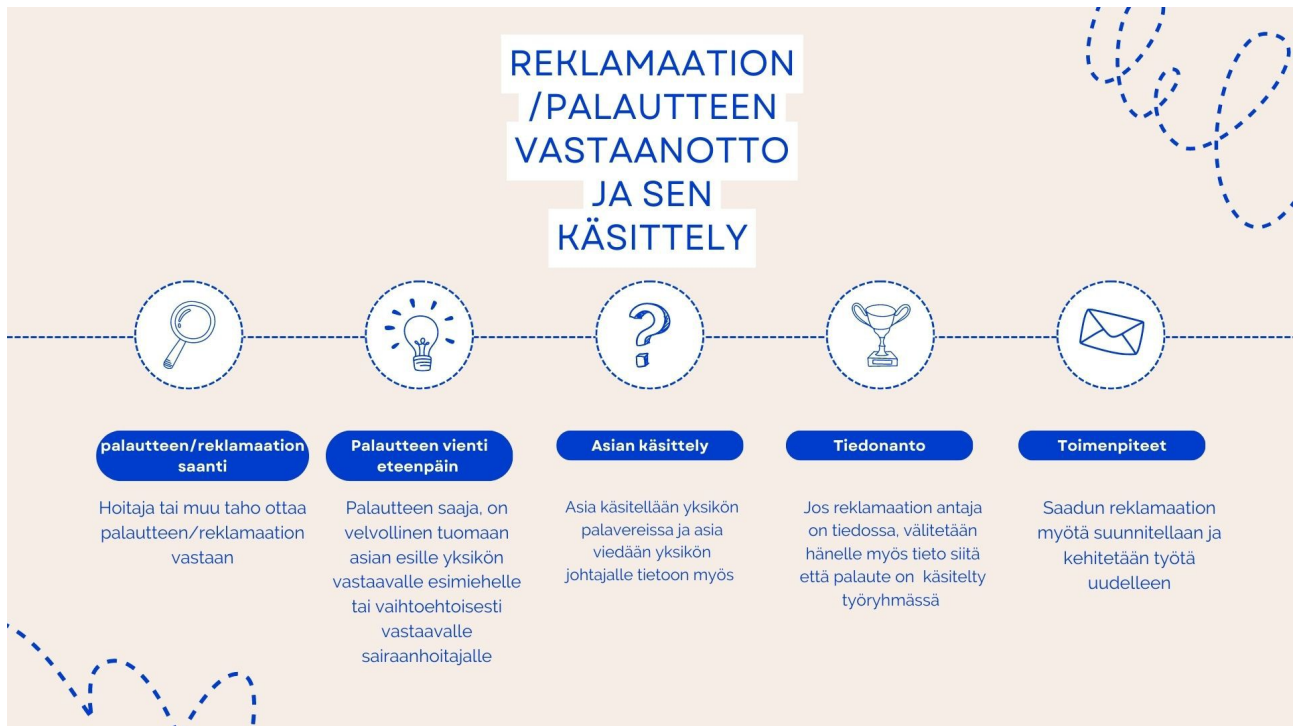 REKLAMAATION
/PALAUTTEEN
VASTAANOTTO
JA SEN
KÄSITTELY
palautteen/reklamaation
saanti
Hoitaja tai muu taho ottaa
palautteen/reklamaation
vastaan
Palautteen vienti
eteenpäin
Palautteen saaja, on
velvollinen tuomaan
asian esille yksikön
vastaavalle esimiehelle
tai vaihtoehtoisesti
vastaavalle
sairaanhoitajalle
Asian käsittely
Asia käsitellään yksikön
palavereissa ja asia
viedään yksikön
johtajalle tietoon myös
Tiedonanto
Jos reklamaation antaja
on tiedossa, välitetään
hänelle myös tieto siitä
että palaute on käsitelty
työryhmässä
Toimenpiteet
Saadun reklamaation
myötä suunnitellaan ja
kehitetään työtä
uudelleen